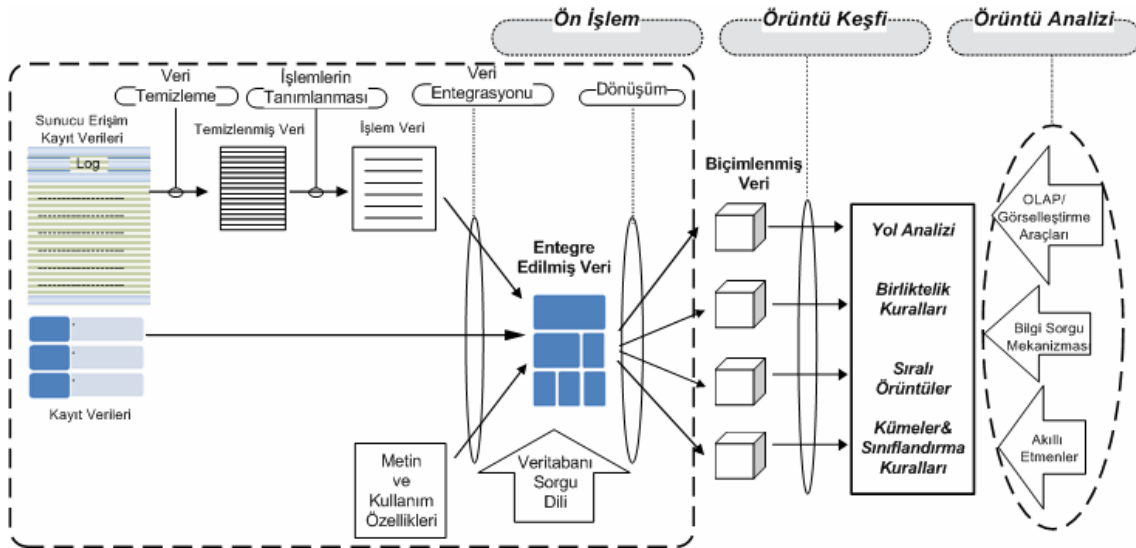 Ön İşlem
Örüntü Keşfi
Örüntü Analizi
Veri
Temizleme
İşlemlerin
Tanımlanması
Veri
Entegrasyonu
Dönüşüm
Sunucu Erişim
Kayıt Verileri
Log
Temizlenmiş Veri
İşlem Veri
Kayıt Verileri
Entegre
Edilmiş Veri
Metin
ve
Kullanım
Özellikleri
Veritabanı
Sorgu
Dili
Biçimlenmiş
Veri
Yol Analizi
Birliktelik
Kuralları
Sıralı
Örüntüler
Kümeler&
Sınıflandırma
Kuralları
OLAP/
Görselleştirme
Araçları
Bilgi Sorgu
Mekanizması
Akıllı
Etmenler